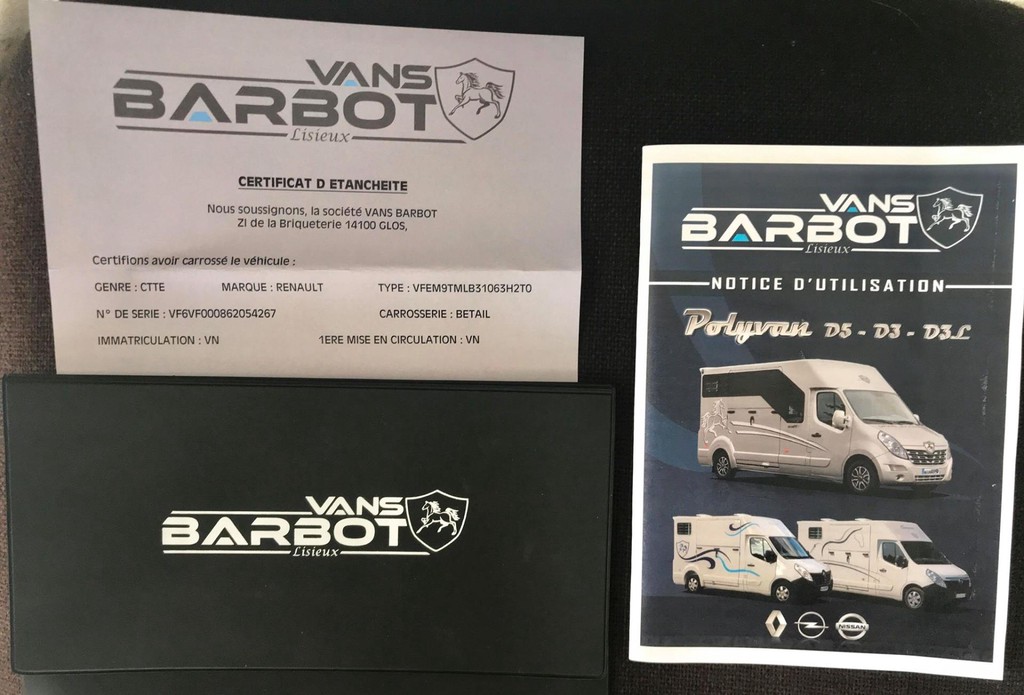 VANS
BARBOT
Lisieux
CERTIFICAT D ETANCHEITE
Nous soussignons, la société VANS BARBOT
ZI de la Briqueterie 14100 GLOS,
Certifions avoir carrossé le véhicule :
GENRE : CTTE MARQUE : RENAULT TYPE : VFEM9TMLB31063H2T0
N° DE SERIE : VF6VF000862054267 CARROSSERIE : BETAIL
IMMATRICULATION : VN 1ERE MISE EN CIRCULATION : VN
VANS
BARBOT
Lisieux
VANS
BARBOT
Lisieux
NOTICE D'UTILISATION
Polyvan D5 - D3 - D3L
NISSAN